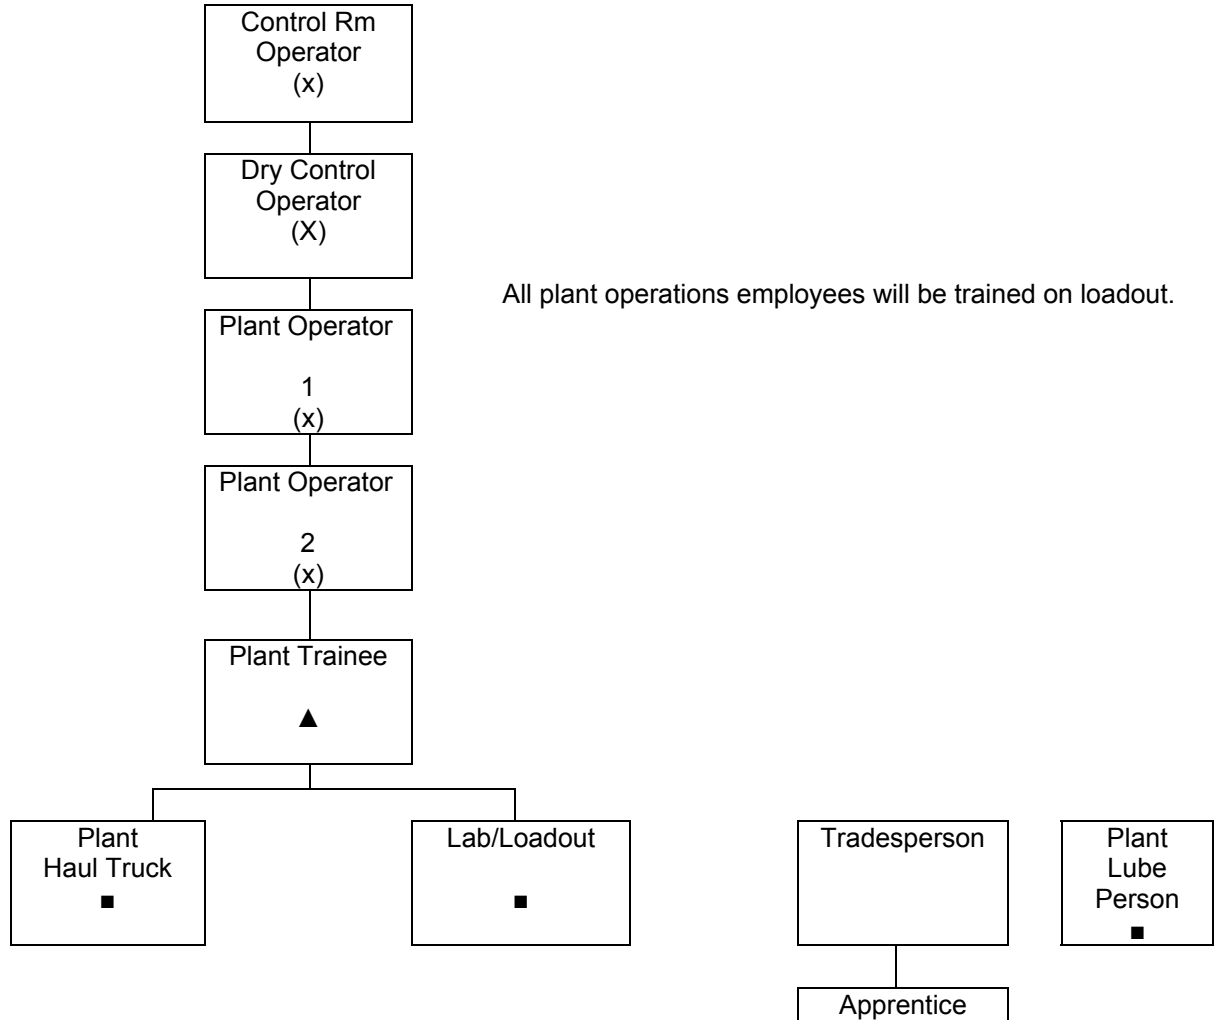 Control Rm
Operator
(x)
Dry Control
Operator
(X)
All plant operations employees will be trained on loadout.
Plant Operator
1
(x)
Plant Operator
2
(x)
Plant Trainee
▲
Plant
Haul Truck
■
Lab/Loadout
■
Tradesperson
Plant
Lube
Person
■
Apprentice